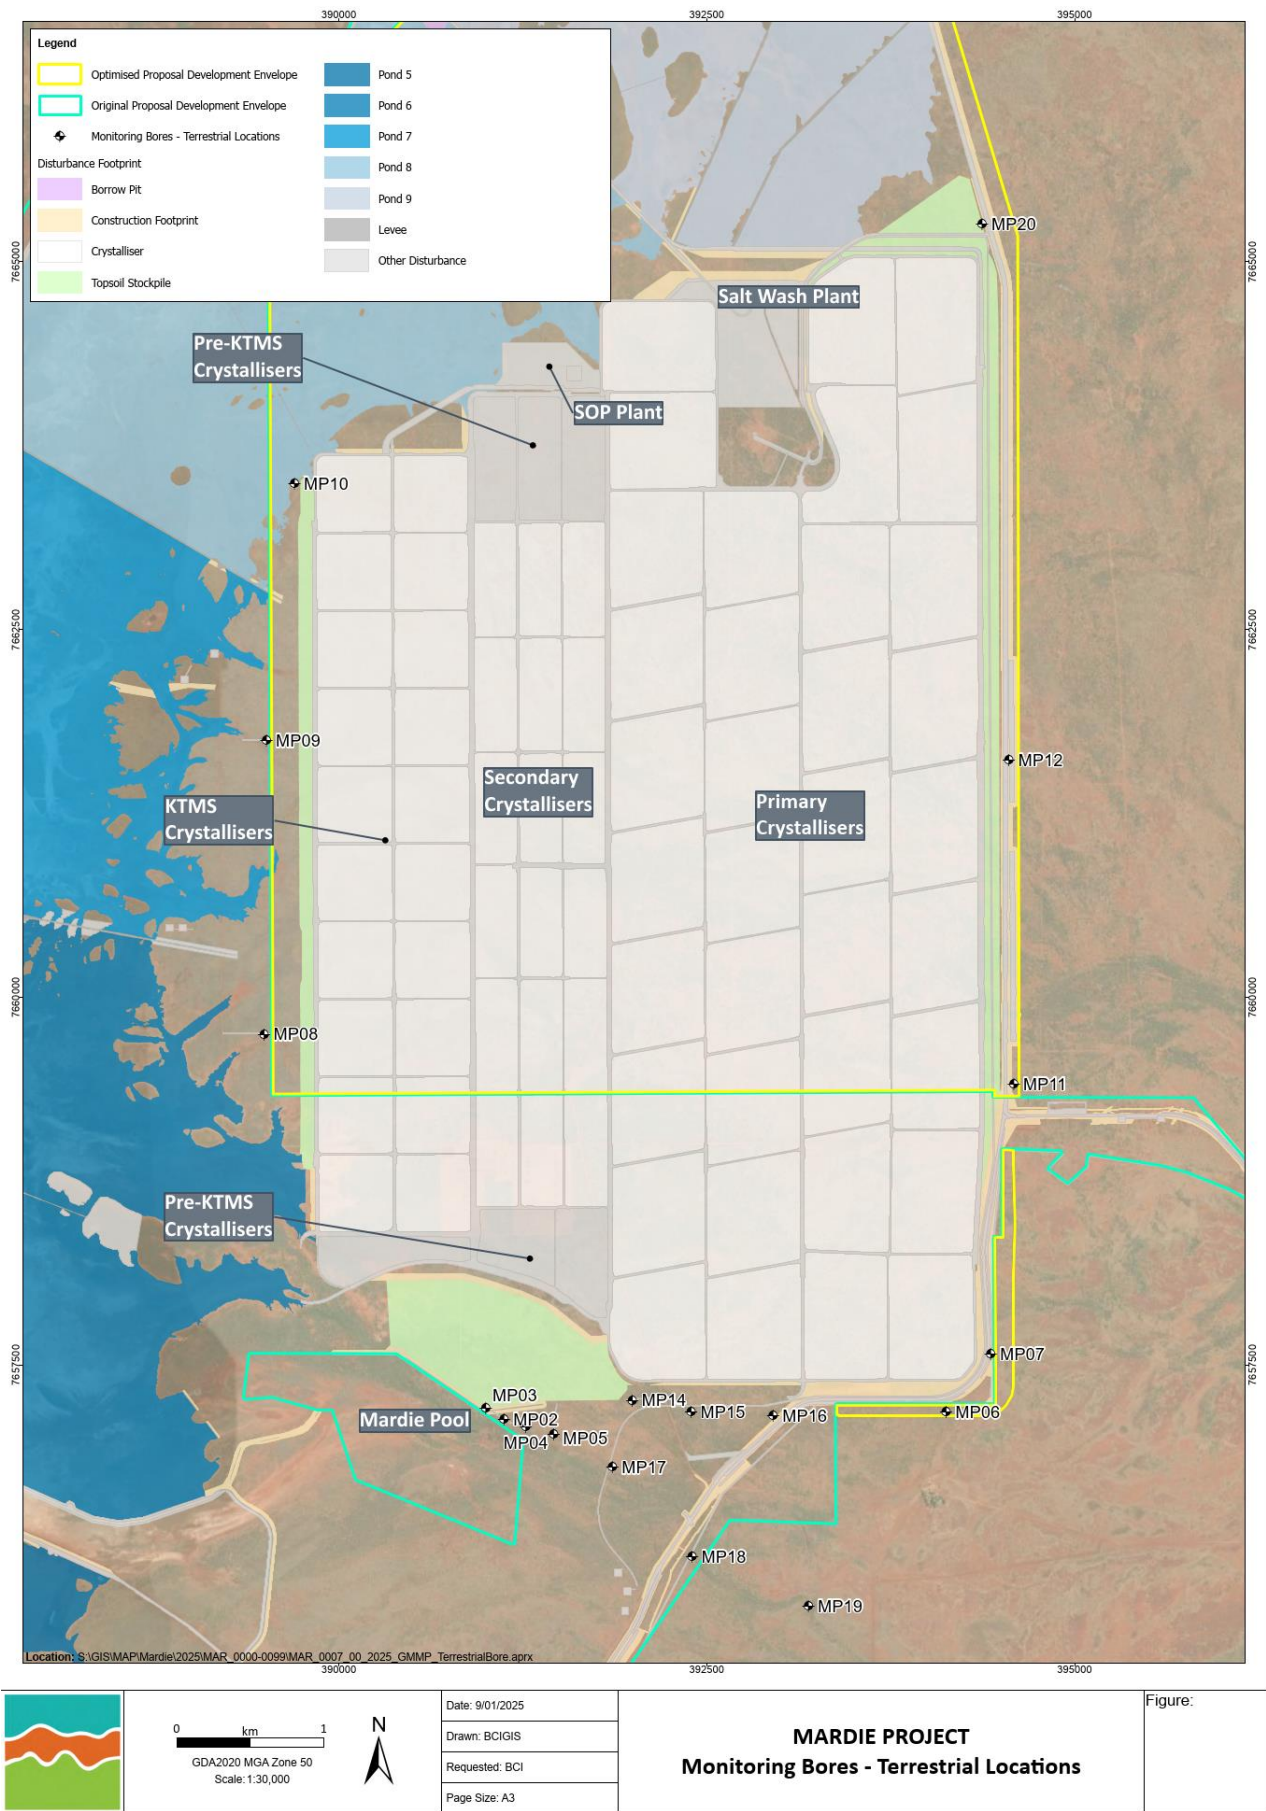 390000
392500
395000
Legend
Optimised Proposal Development Envelope
Original Proposal Development Envelope
Monitoring Bores - Terrestrial Locations
Disturbance Footprint
Borrow Pit
Construction Footprint
Crystalliser
Topsoil Stockpile
Pond 5
Pond 6
Pond 7
Pond 8
Pond 9
Levee
Other Disturbance
MP20
7665000
7665000
Salt Wash Plant
Pre-KTMS
Crystallisers
SOP Plant
MP10
7662500
7662500
MP09
MP12
Secondary
Crystallisers
Primary
Crystallisers
KTMS
Crystallisers
7660000
7660000
MP08
MP11
Pre-KTMS
Crystallisers
7657500
7657500
MP07
MP03
MP14
Mardie Pool
MP02
MP15
MP16
MP06
MP04
MP05
MP17
MP18
MP19
Location: S:\GIS\MAP\Mardie\2025\MAR_0000-0099\MAR_0007_00_2025_GMMP_TerrestrialBore.aprx
390000
392500
395000
0 km 1
GDA2020 MGA Zone 50
Scale: 1:30,000
N
Date: 9/01/2025
Drawn: BCIGIS
Requested: BCI
Page Size: A3
MARDIE PROJECT
Monitoring Bores - Terrestrial Locations
Figure: